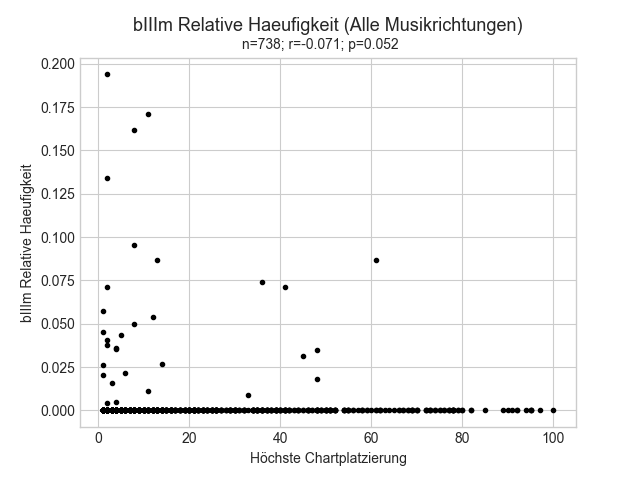 bIIIm Relative Haeufigkeit (Alle Musikrichtungen)
n=738; r=-0.071; p=0.052
bIIIm Relative Haeufigkeit
0.200
0.175
0.150
0.125
0.100
0.075
0.050
0.025
0.000
0 20 40 60 80 100
Höchste Chartplatzierung